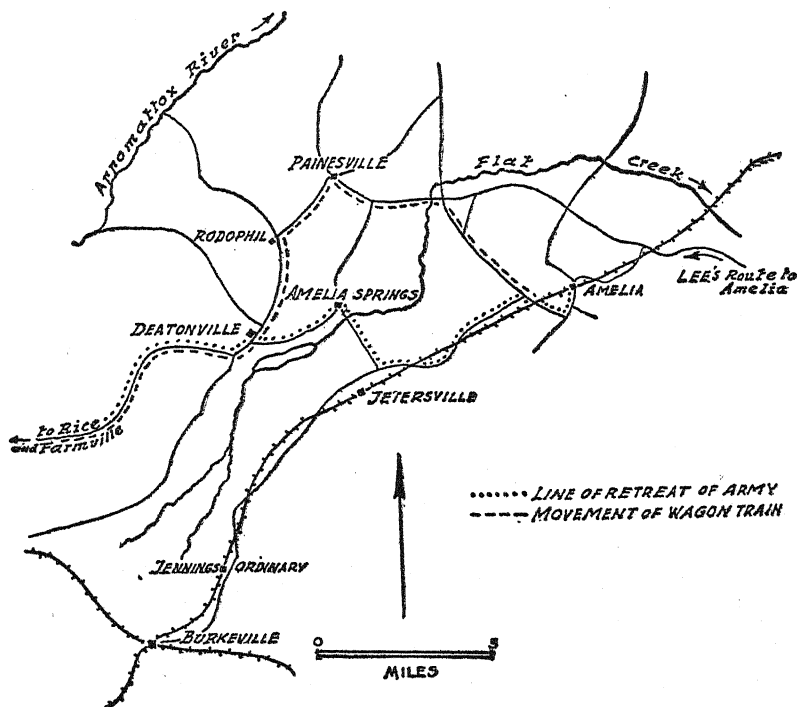 Appomattox River
PAINESVILLE
Flat Creek
RODOPHIL
AMELIA SPRINGS
AMELIA
LEE'S Route to
Amelia
DEATONVILLE
JETERSVILLE
to Rice
and Farmville
LINE OF RETREAT OF ARMY
MOVEMENT OF WAGON TRAIN
JENNINGS ORDINARY
BURKEVILLE
0 5
MILES